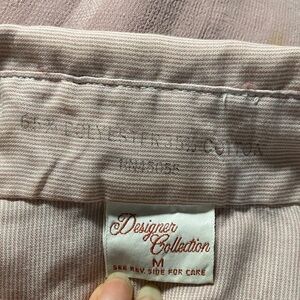 65% POLYESTER 35% COTTON
Designer
Collection
M
SEE REV. SIDE FOR CARE